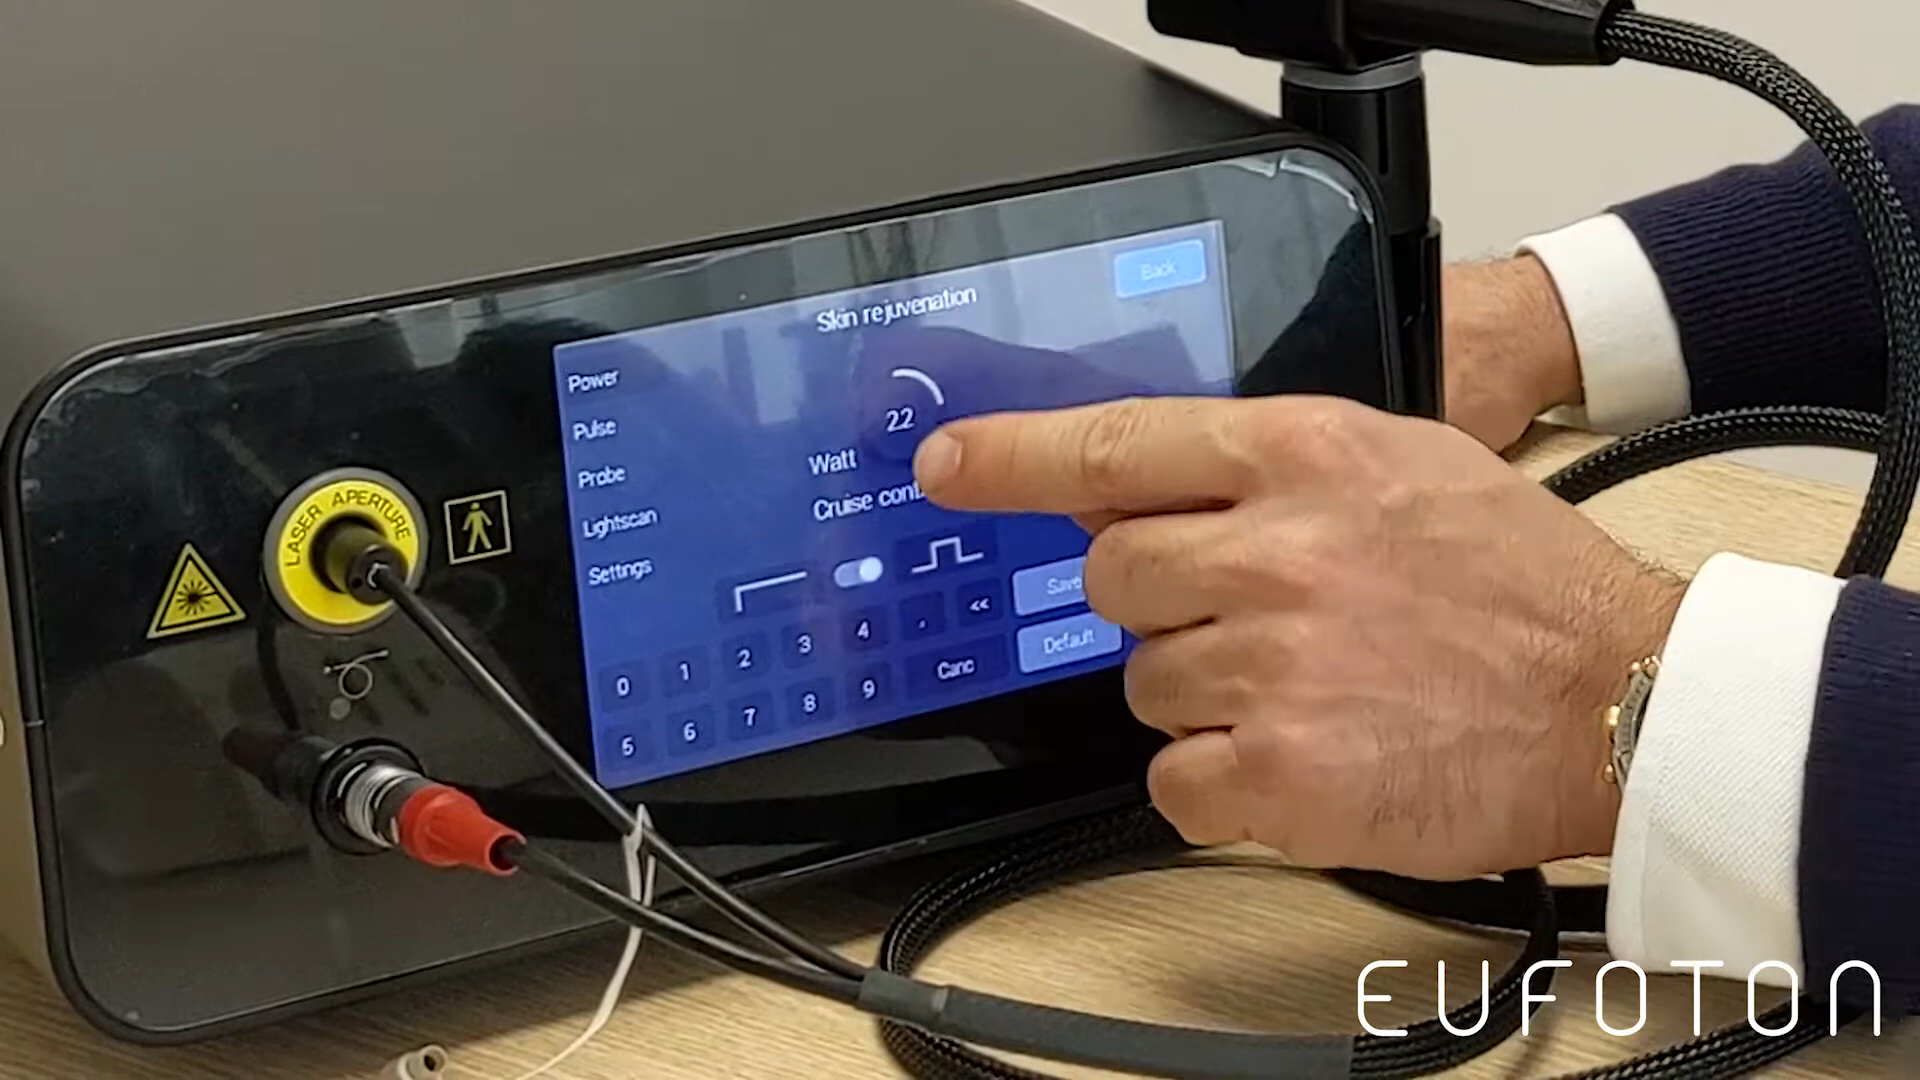 Back
Skin rejuvenation
Power
22
Pulse
Watt
Probe
Cruise cont
Lightscan
Settings
Save
0 1 2 3 4 . <<
Default
5 6 7 8 9 Canc
LASER APERTURE
EUFOTON